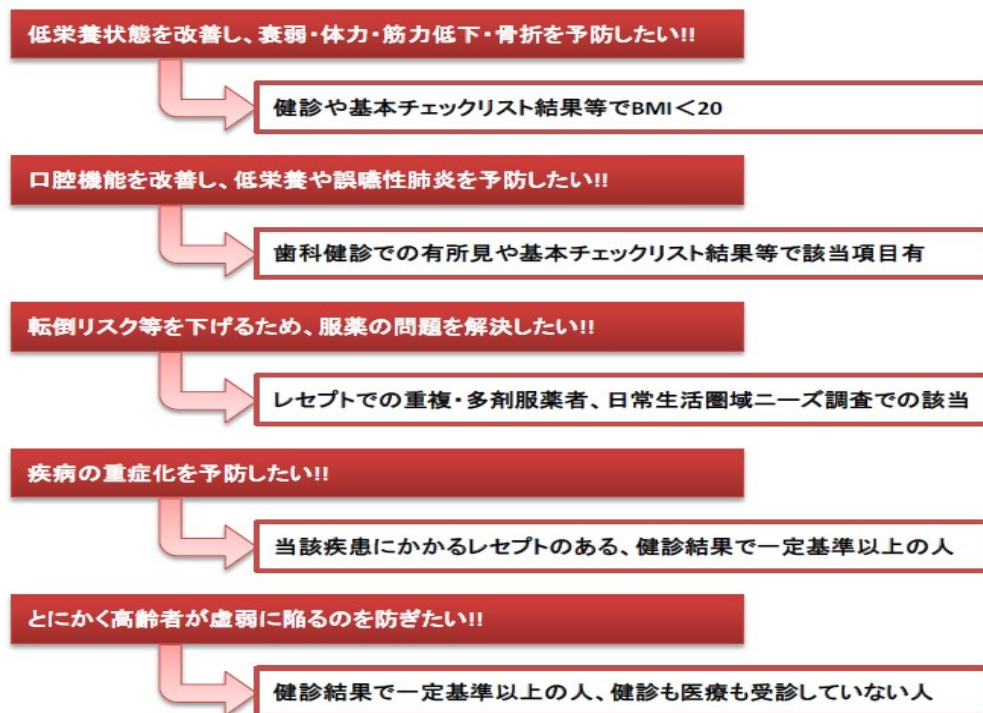 低栄養状態を改善し、衰弱・体力・筋力低下・骨折を予防したい!!
健診や基本チェックリスト結果等でBMI<20
口腔機能を改善し、低栄養や誤嚥性肺炎を予防したい!!
歯科健診での有所見や基本チェックリスト結果等で該当項目有
転倒リスク等を下げるため、服薬の問題を解決したい!!
レセプトでの重複・多剤服薬者、日常生活圏域ニーズ調査での該当
疾病の重症化を予防したい!!
当該疾患にかかるレセプトのある、健診結果で一定基準以上の人
とにかく高齢者が虚弱に陥るのを防ぎたい!!
健診結果で一定基準以上の人、健診も医療も受診していない人